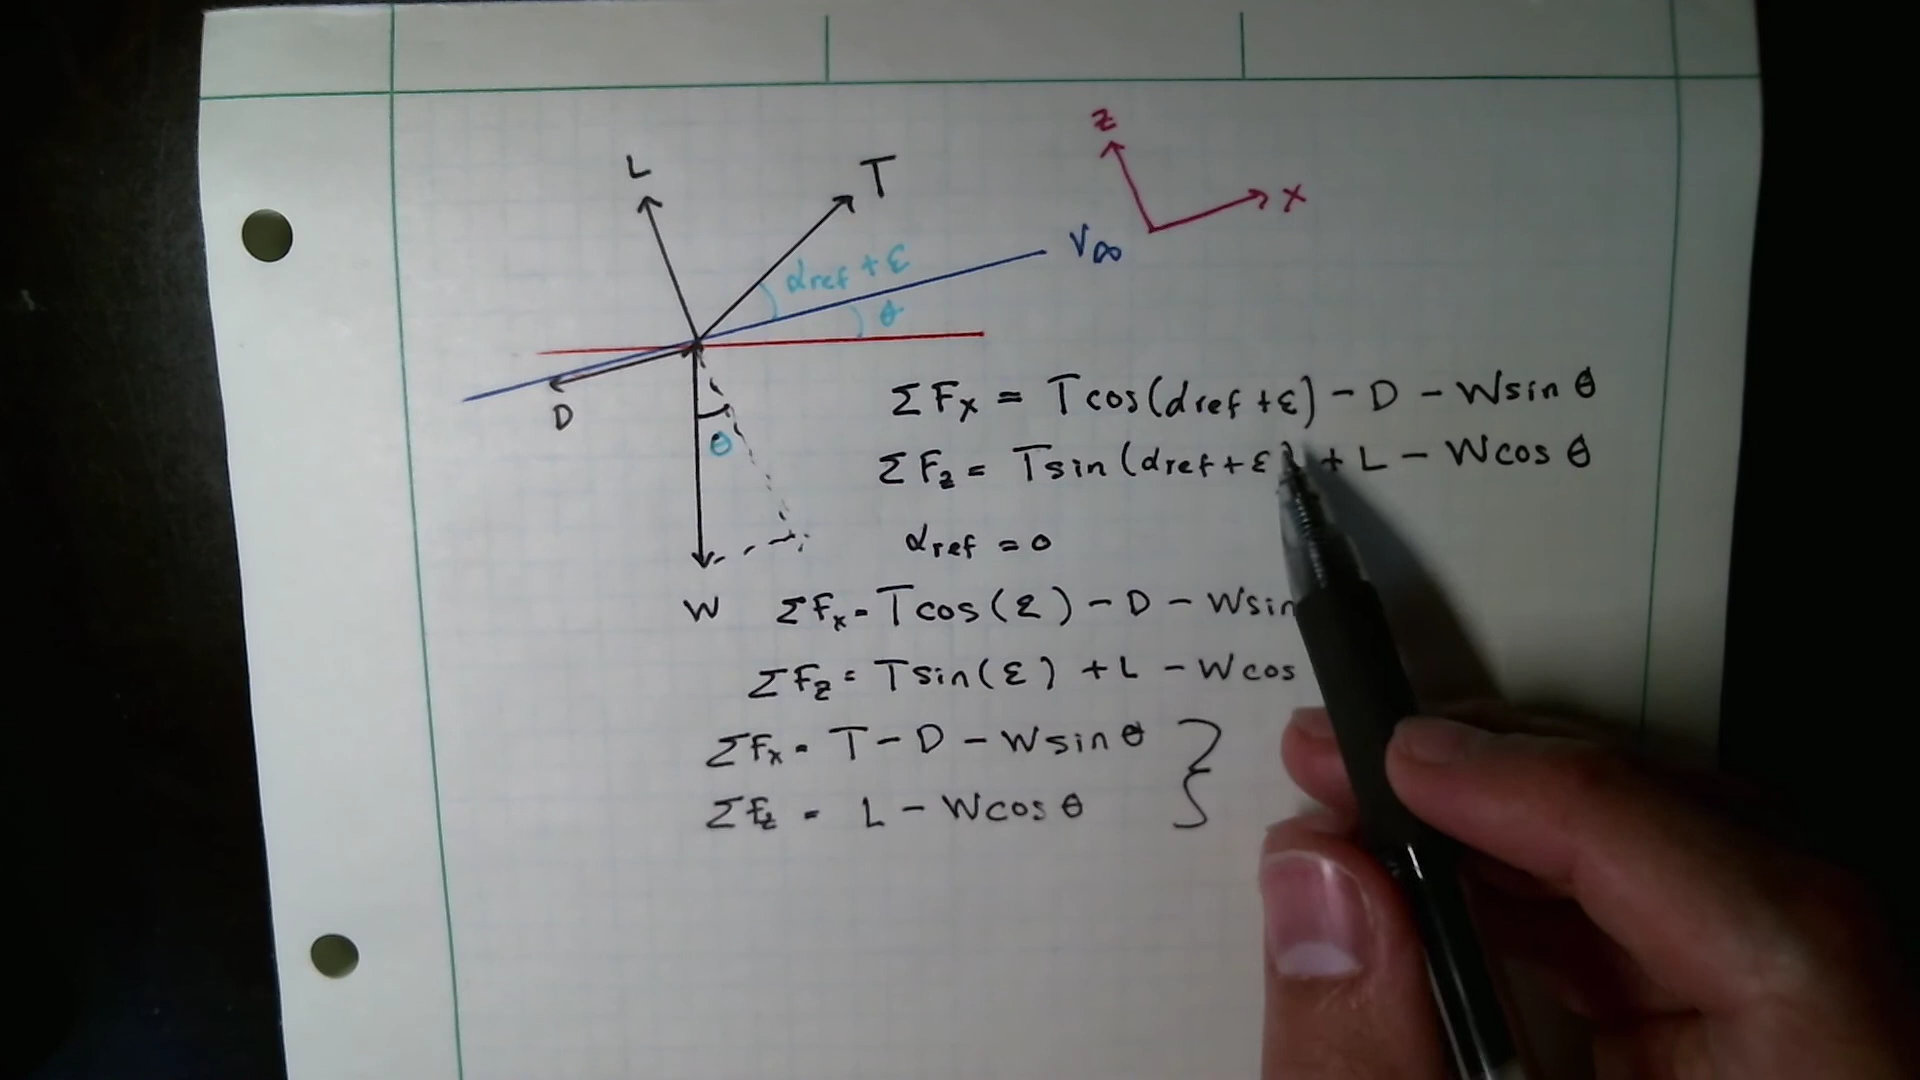 z
L
T
x
V∞
αref + ε
θ
D
θ
W
ΣFx = Tcos(αref+ε) - D - Wsin θ
ΣFz = Tsin(αref+ε) + L - Wcos θ
αref = 0
ΣFx = Tcos(ε) - D - Wsin
ΣFz = Tsin(ε) + L - Wcos
ΣFx = T - D - Wsin θ
ΣFz = L - Wcos θ